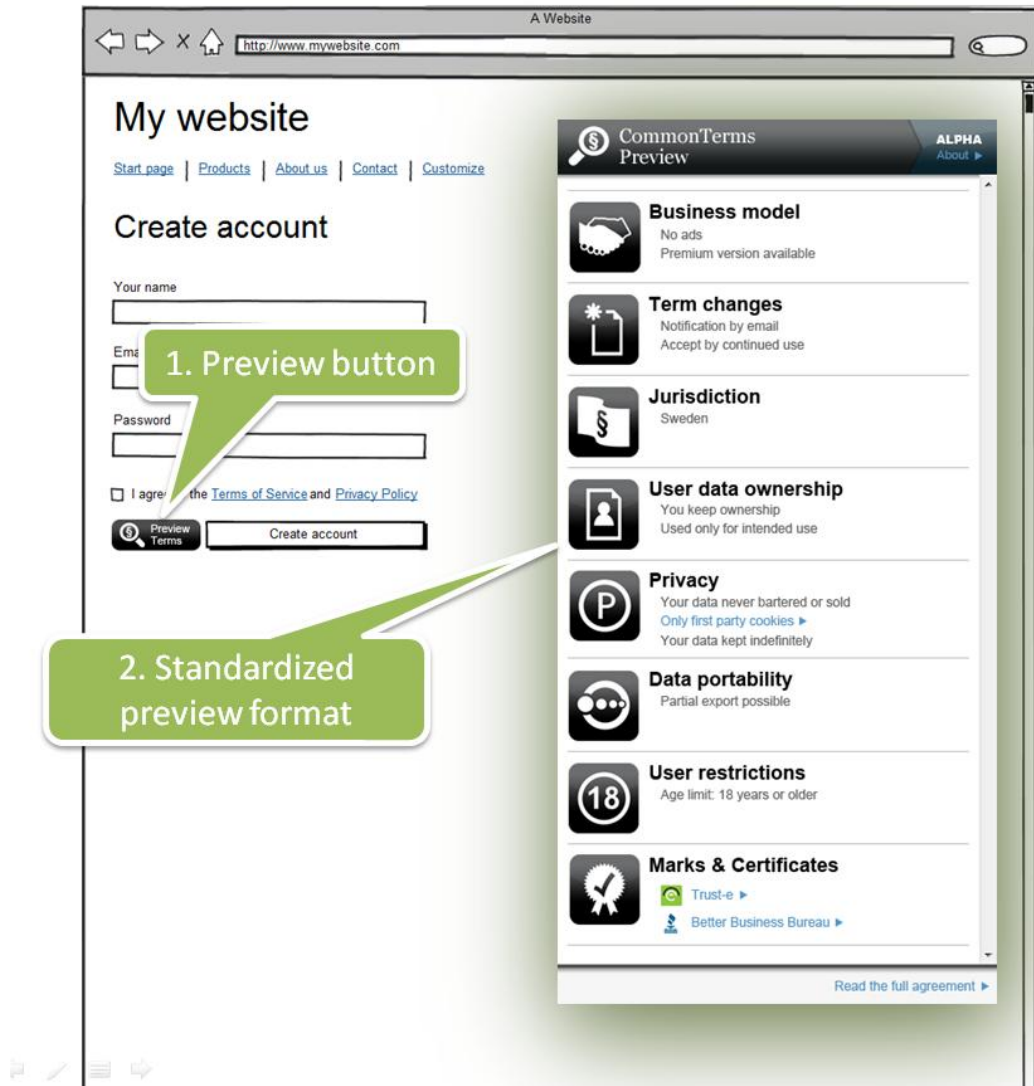 A Website
http://www.mywebsite.com
My website
Start page | Products | About us | Contact | Customize
Create account
Your name
Ema
1. Preview button
Password
I agre the Terms of Service and Privacy Policy
§ Preview
Terms
Create account
2. Standardized
preview format
§ CommonTerms
Preview
ALPHA
About ►
Business model
No ads
Premium version available
Term changes
Notification by email
Accept by continued use
§ Jurisdiction
Sweden
User data ownership
You keep ownership
Used only for intended use
P Privacy
Your data never bartered or sold
Only first party cookies ►
Your data kept indefinitely
Data portability
Partial export possible
18 User restrictions
Age limit: 18 years or older
Marks & Certificates
e Trust-e ►
Better Business Bureau ►
Read the full agreement ►